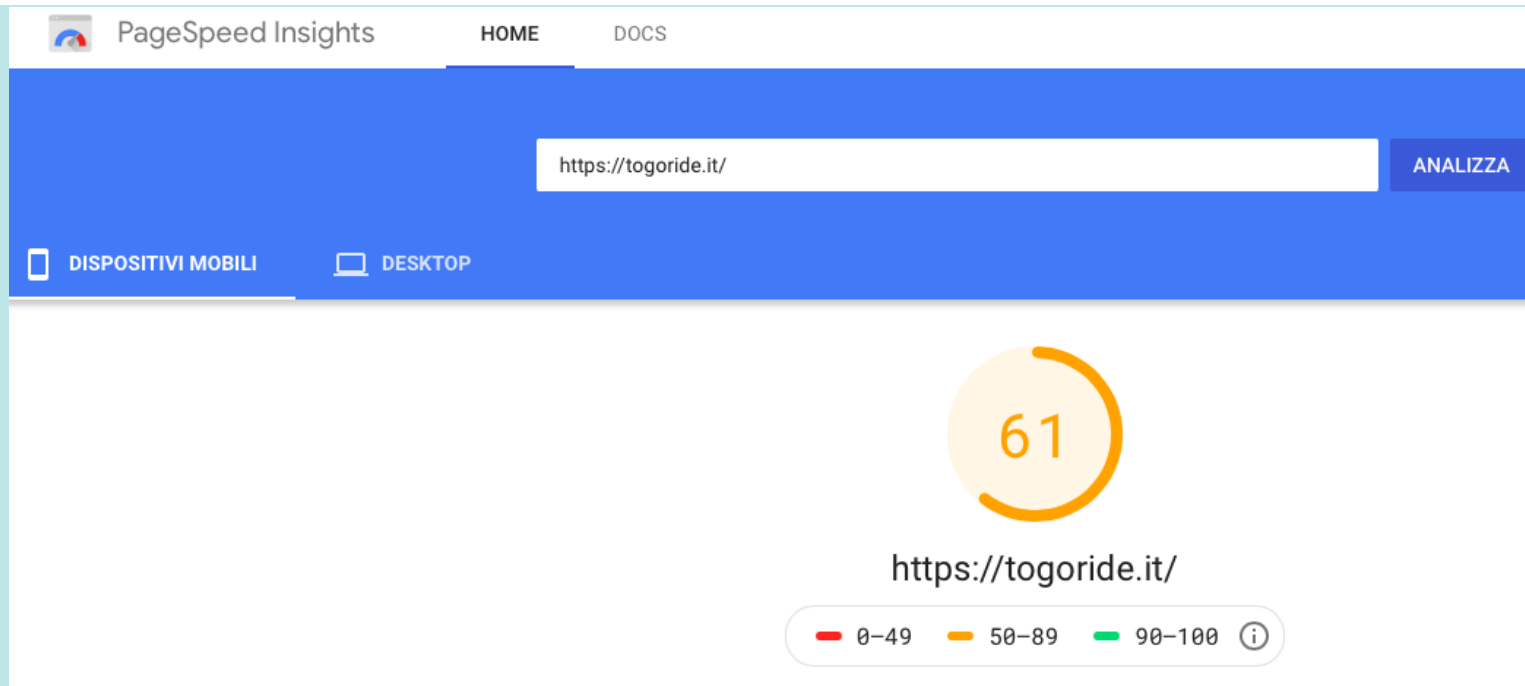 PageSpeed Insights HOME DOCS
https://togoride.it/ ANALIZZA
DISPOSITIVI MOBILI DESKTOP
61
https://togoride.it/
0–49 50–89 90–100